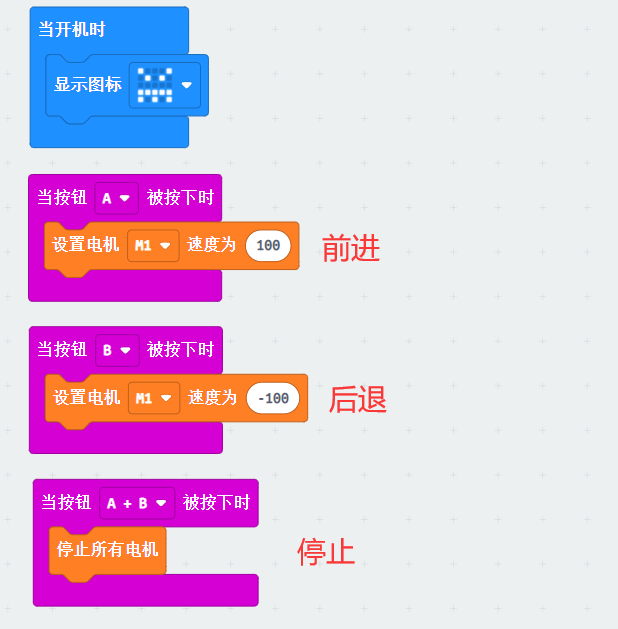 当开机时
显示图标
当按钮 A 被按下时
设置电机 M1 速度为 100 前进
当按钮 B 被按下时
设置电机 M1 速度为 -100 后退
当按钮 A + B 被按下时
停止所有电机 停止